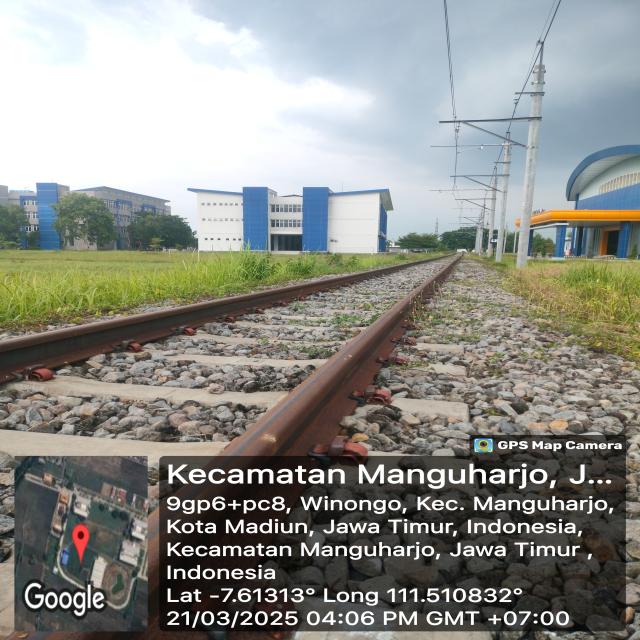 GPS Map Camera
Kecamatan Manguharjo, J...
9gp6+pc8, Winongo, Kec. Manguharjo,
Kota Madiun, Jawa Timur, Indonesia,
Kecamatan Manguharjo, Jawa Timur ,
Indonesia
Lat -7.61313° Long 111.510832°
21/03/2025 04:06 PM GMT +07:00
Google